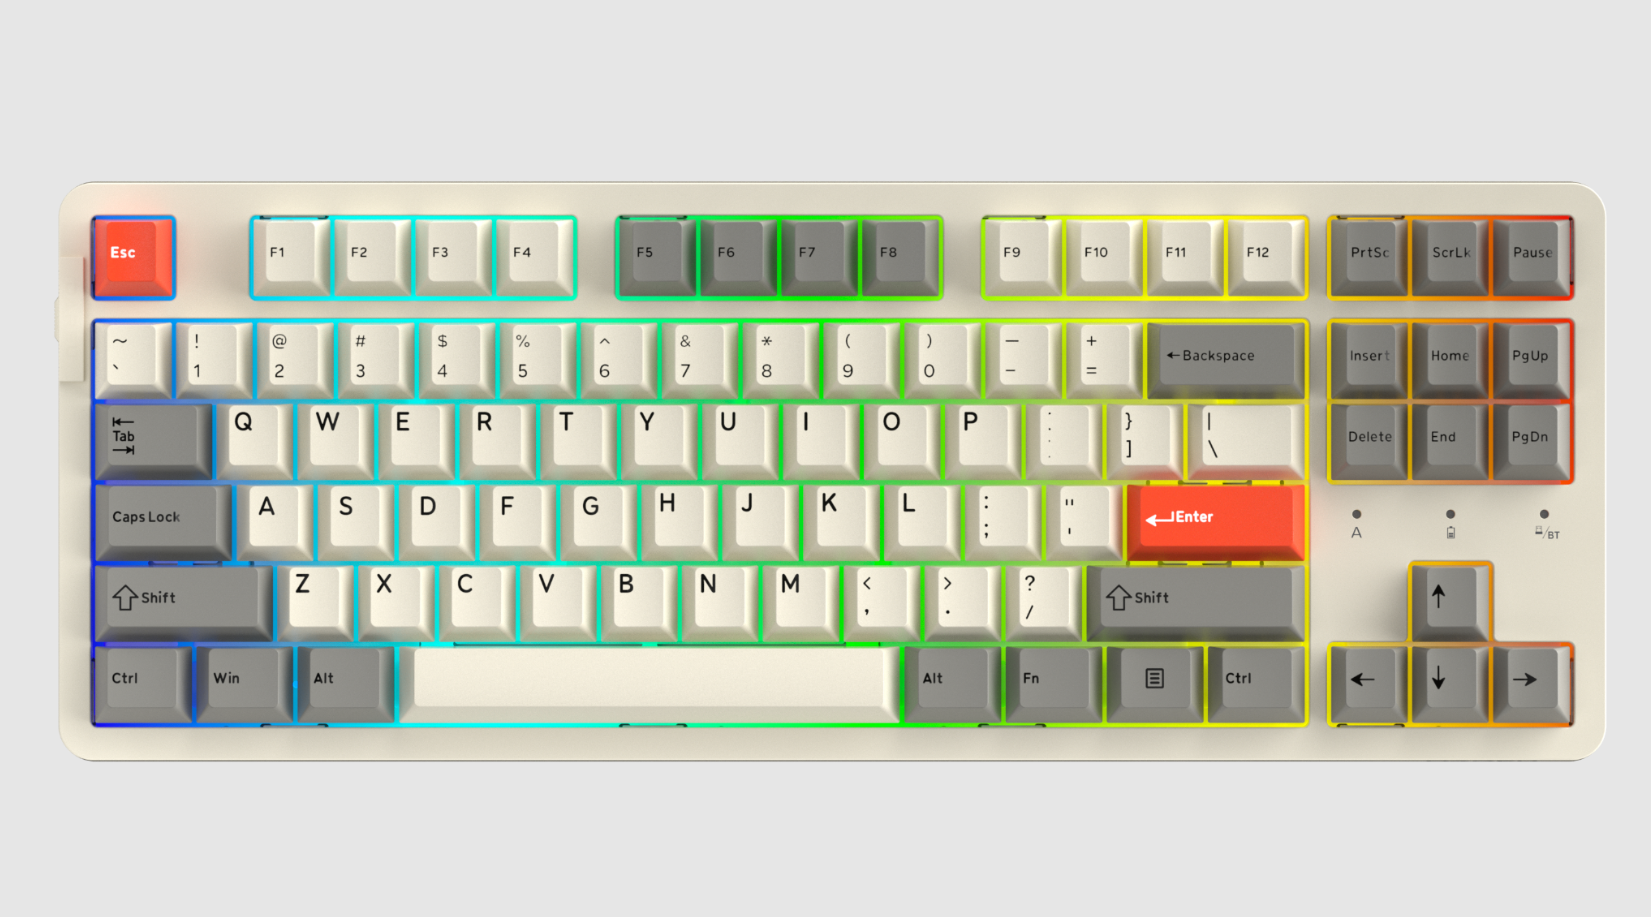 Esc F1 F2 F3 F4 F5 F6 F7 F8 F9 F10 F11 F12 PrtSc ScrLk Pause
~ ! @ # $ % ^ & * ( ) — +
` 1 2 3 4 5 6 7 8 9 0 - = ←Backspace Insert Home PgUp
Tab Q W E R T Y U I O P } |
] \ Delete End PgDn
Caps Lock A S D F G H J K L : "
; ' Enter
A /BT
Shift Z X C V B N M < > ?
, . / Shift ↑
Ctrl Win Alt Alt Fn Ctrl ← ↓ →